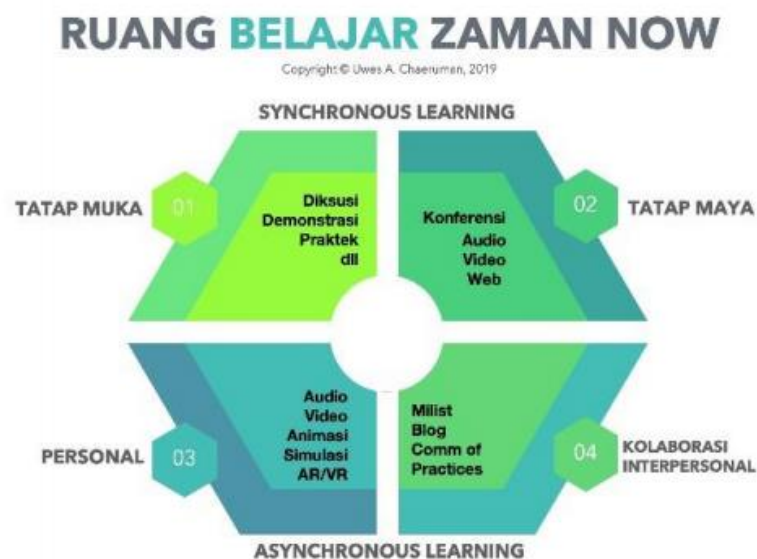 RUANG BELAJAR ZAMAN NOW
Copyright © Uwes A. Chaeruman, 2019
SYNCHRONOUS LEARNING
TATAP MUKA
01
Diksusi
Demonstrasi
Praktek
dll
Konferensi
Audio
Video
Web
02
TATAP MAYA
PERSONAL
03
Audio
Video
Animasi
Simulasi
AR/VR
Milist
Blog
Comm of
Practices
04
KOLABORASI
INTERPERSONAL
ASYNCHRONOUS LEARNING